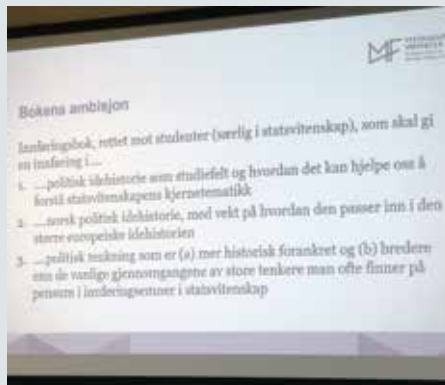 MF
Bokens ambisjon
Innføringsbok, rettet mot studenter (særlig i statsvitenskap), som skal gi
en innføring i…
1. …politisk idehistorie som studiefelt og hvordan det kan hjelpe oss å
forstå statsvitenskapens kjernetematikk
2. …norsk politisk idehistorie, med vekt på hvordan den passer inn i den
større europeiske idehistorien
3. …politisk tenkning som er (a) mer historisk forankret og (b) bredere
enn de vanlige gjennomgangene av store tenkere man ofte finner på
pensum i innføringsemner i statsvitenskap